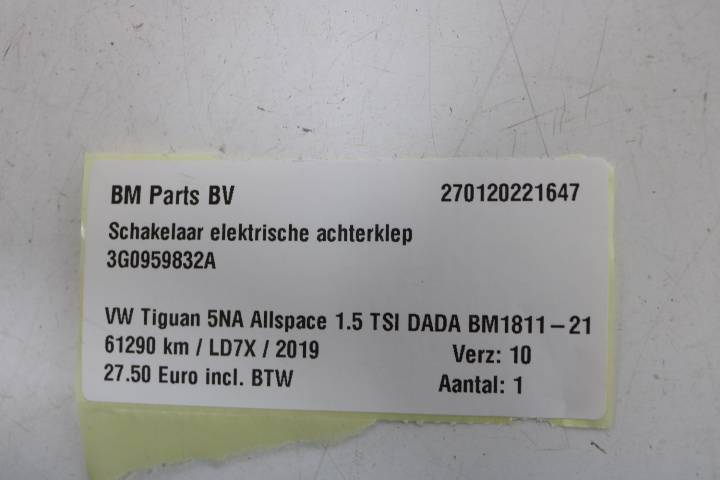 BM Parts BV 270120221647
Schakelaar elektrische achterklep
3G0959832A
VW Tiguan 5NA Allspace 1.5 TSI DADA BM1811-21
61290 km / LD7X / 2019 Verz: 10
27.50 Euro incl. BTW Aantal: 1